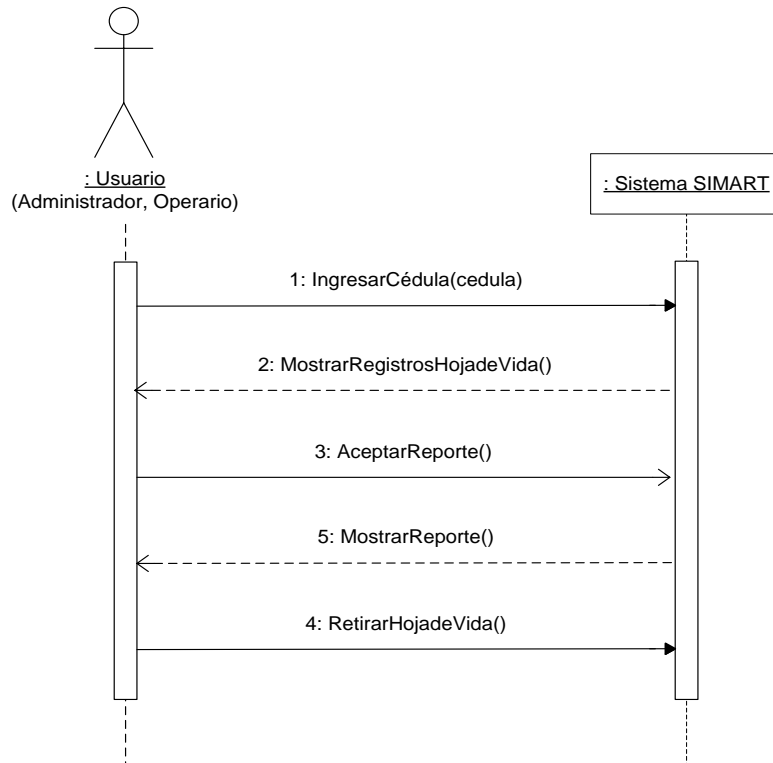 : Usuario
(Administrador, Operario)
: Sistema SIMART
1: IngresarCédula(cedula)
2: MostrarRegistrosHojadeVida()
3: AceptarReporte()
5: MostrarReporte()
4: RetirarHojadeVida()